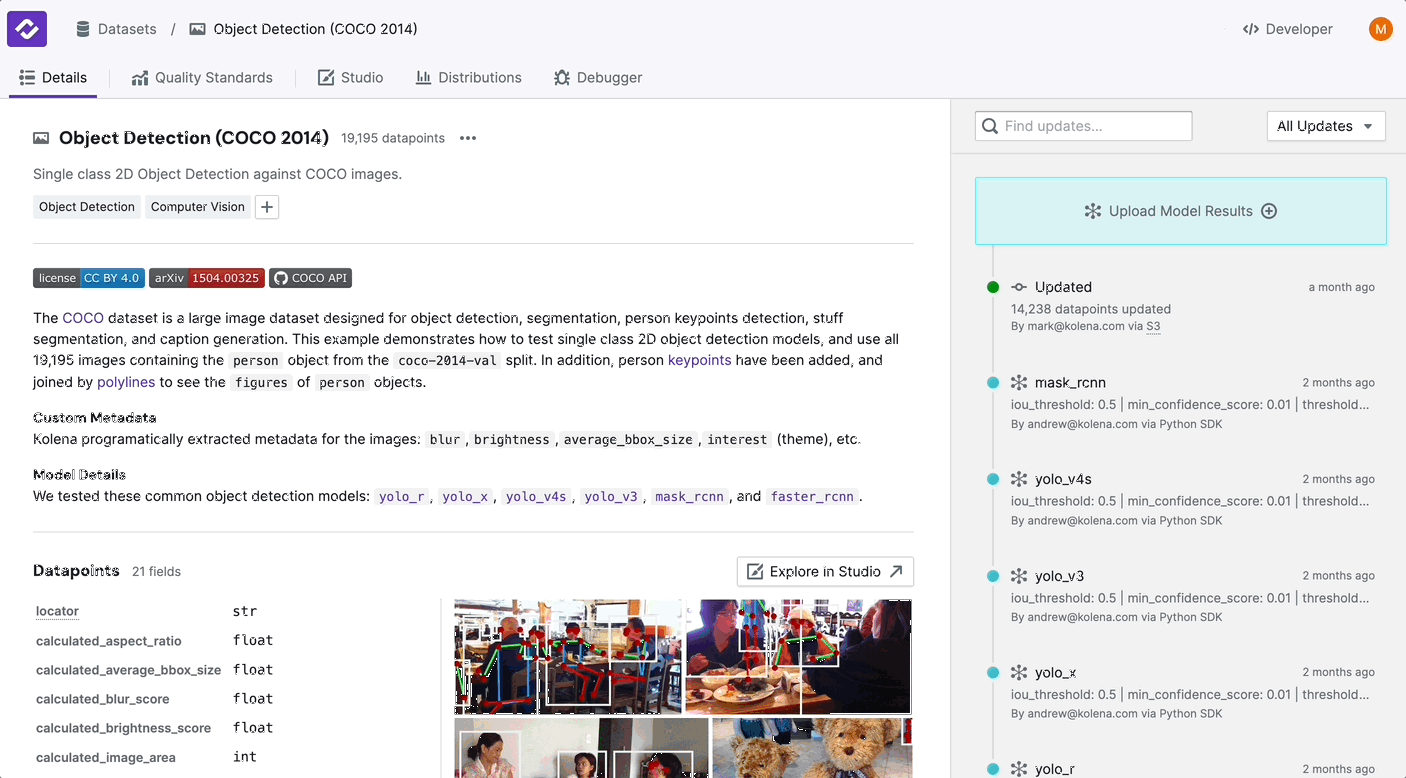 Datasets / Object Detection (COCO 2014)
Developer
M
Details
Quality Standards
Studio
Distributions
Debugger
Object Detection (COCO 2014) 19,195 datapoints •••
Single class 2D Object Detection against COCO images.
Object Detection Computer Vision +
license CC BY 4.0 arXiv 1504.00325 COCO API
The COCO dataset is a large image dataset designed for object detection, segmentation, person keypoints detection, stuff
segmentation, and caption generation. This example demonstrates how to test single class 2D object detection models, and use all
19,195 images containing the person object from the coco-2014-val split. In addition, person keypoints have been added, and
joined by polylines to see the figures of person objects.
Custom Metadata
Kolena programatically extracted metadata for the images: blur, brightness, average_bbox_size, interest (theme), etc.
Model Details
We tested these common object detection models: yolo_r, yolo_x, yolo_v4s, yolo_v3, mask_rcnn, and faster_rcnn.
Datapoints 21 fields
Explore in Studio
locator str
calculated_aspect_ratio float
calculated_average_bbox_size float
calculated_blur_score float
calculated_brightness_score float
calculated_image_area int
Find updates...
All Updates
Upload Model Results
Updated a month ago
14,238 datapoints updated
By mark@kolena.com via S3
mask_rcnn 2 months ago
iou_threshold: 0.5 | min_confidence_score: 0.01 | threshold...
By andrew@kolena.com via Python SDK
yolo_v4s 2 months ago
iou_threshold: 0.5 | min_confidence_score: 0.01 | threshold...
By andrew@kolena.com via Python SDK
yolo_v3 2 months ago
iou_threshold: 0.5 | min_confidence_score: 0.01 | threshold...
By andrew@kolena.com via Python SDK
yolo_x 2 months ago
iou_threshold: 0.5 | min_confidence_score: 0.01 | threshold...
By andrew@kolena.com via Python SDK
yolo_r 2 months ago